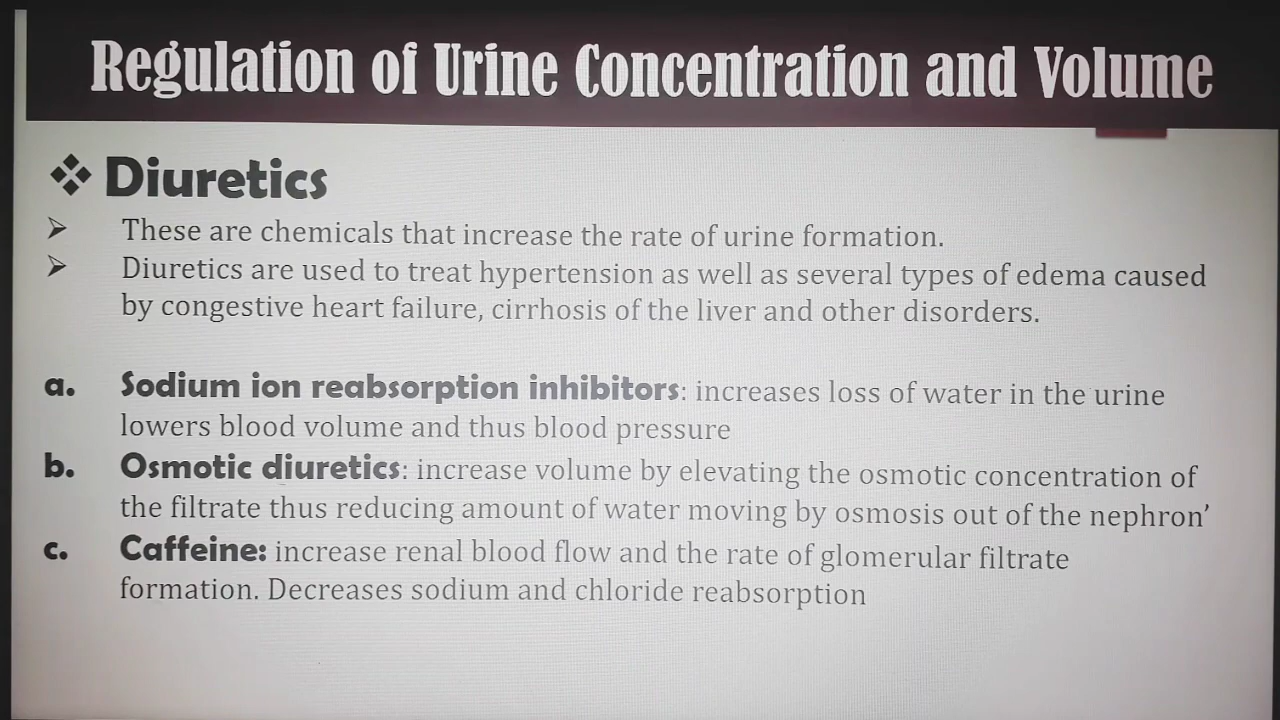 Regulation of Urine Concentration and Volume
❖ Diuretics
➢ These are chemicals that increase the rate of urine formation.
➢ Diuretics are used to treat hypertension as well as several types of edema caused
by congestive heart failure, cirrhosis of the liver and other disorders.
a. Sodium ion reabsorption inhibitors: increases loss of water in the urine
lowers blood volume and thus blood pressure
b. Osmotic diuretics: increase volume by elevating the osmotic concentration of
the filtrate thus reducing amount of water moving by osmosis out of the nephron’
c. Caffeine: increase renal blood flow and the rate of glomerular filtrate
formation. Decreases sodium and chloride reabsorption